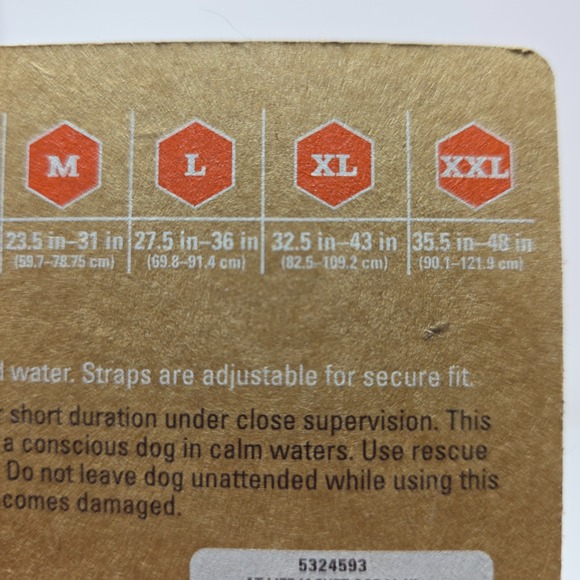 M L XL XXL
23.5 in–31 in 27.5 in–36 in 32.5 in–43 in 35.5 in–48 in
(59.7–78.75 cm) (69.8–91.4 cm) (82.5–109.2 cm) (90.1–121.9 cm)
water. Straps are adjustable for secure fit.
short duration under close supervision. This
a conscious dog in calm waters. Use rescue
Do not leave dog unattended while using this
comes damaged.
5324593